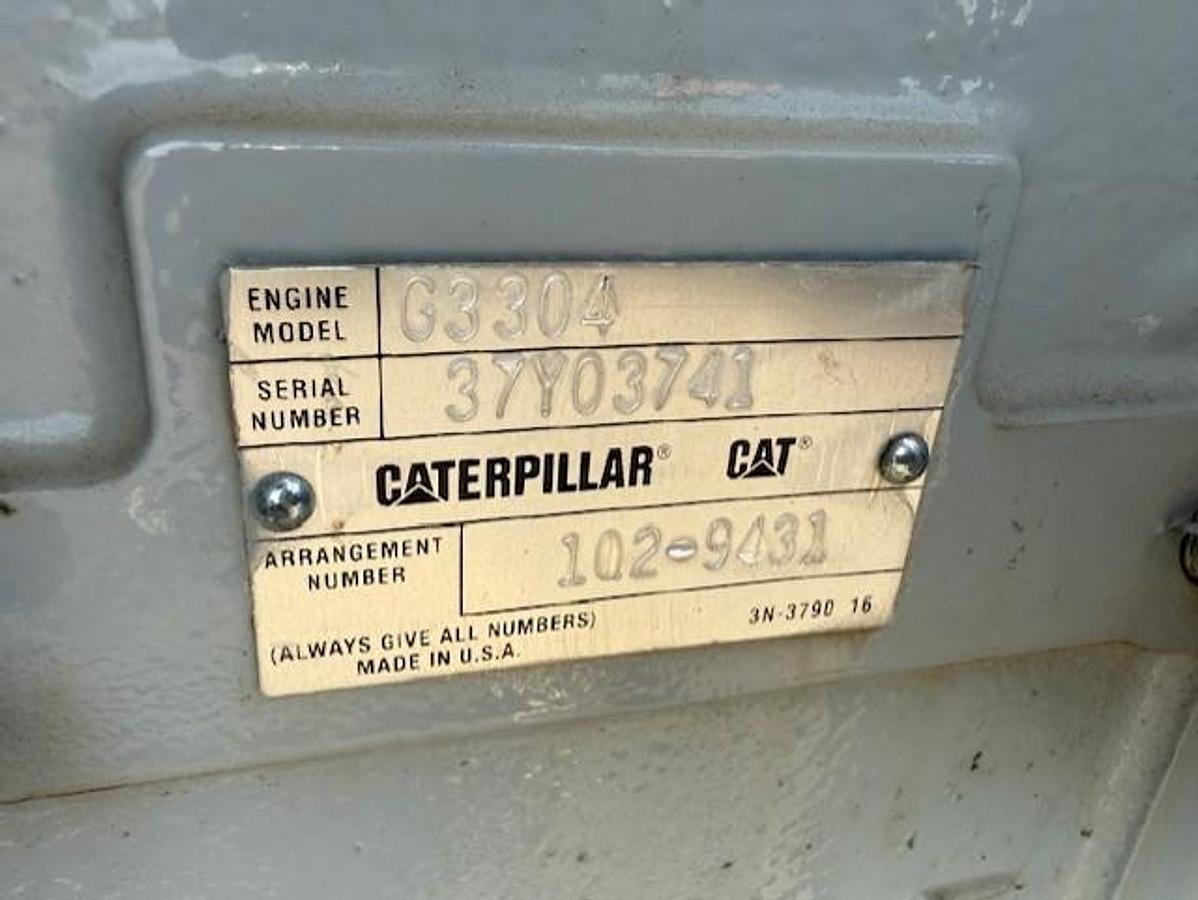 ENGINE MODEL G3304
SERIAL NUMBER 37Y03741
CATERPILLAR® CAT®
ARRANGEMENT NUMBER 102-9431
(ALWAYS GIVE ALL NUMBERS) 3N-3790 16
MADE IN U.S.A.